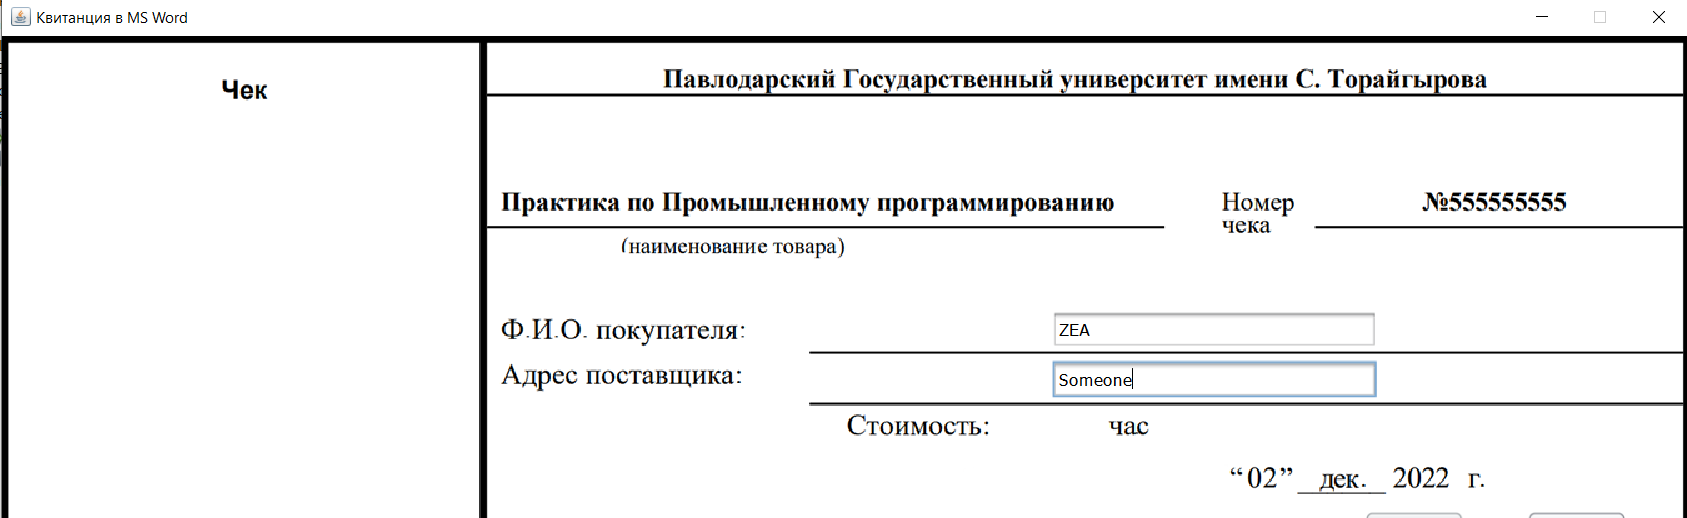 Квитанция в MS Word
Чек
Павлодарский Государственный университет имени С. Торайгырова
Практика по Промышленному программированию
Номер чека
№555555555
(наименование товара)
Ф.И.О. покупателя:
ZEA
Адрес поставщика:
Someone
Стоимость: час
“02” дек. 2022 г.